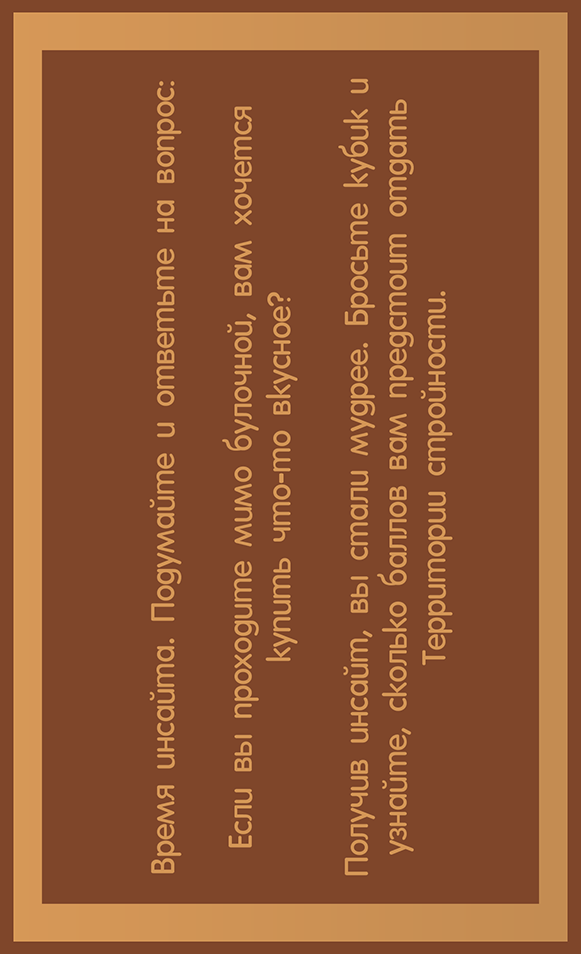 Время инсайта. Подумайте и ответьте на вопрос:
Если вы проходите мимо булочной, вам хочется
купить что-то вкусное?
Получив инсайт, вы стали мудрее. Бросьте кубик и
узнайте, сколько баллов вам предстоит отдать
Территории стройности.